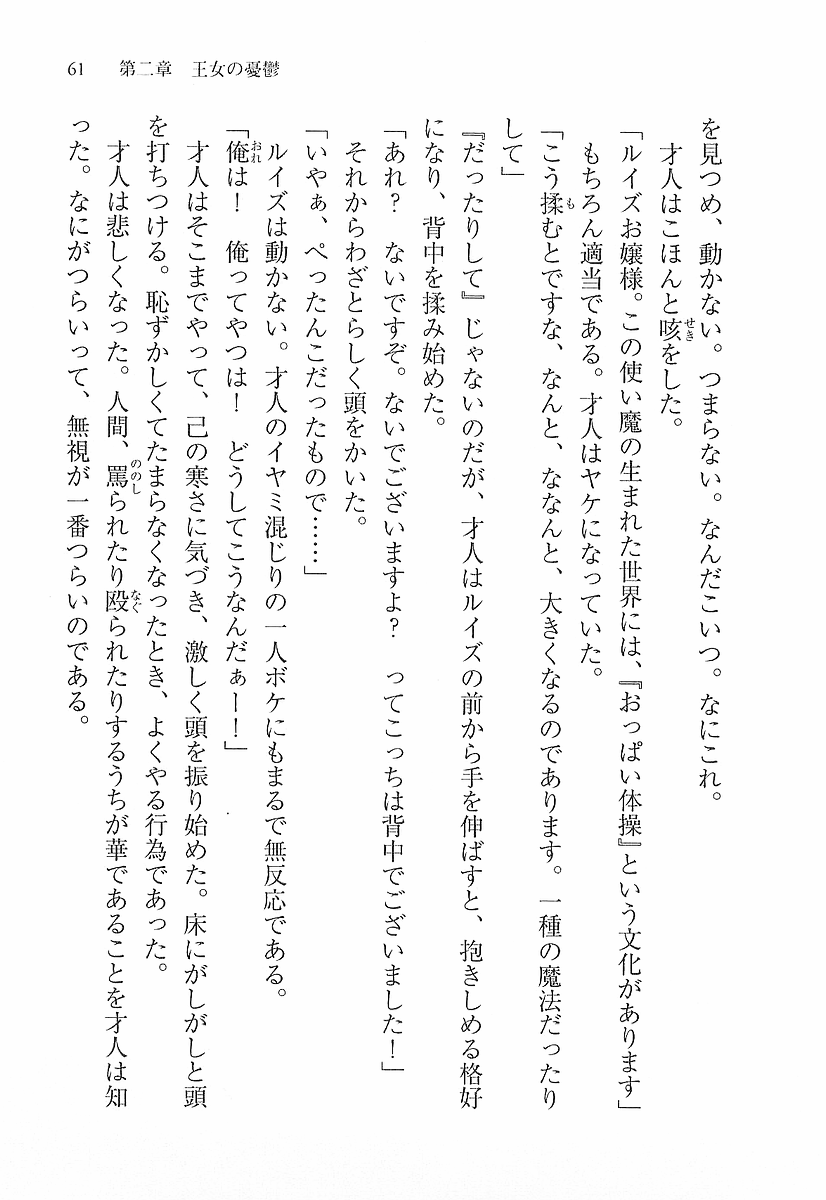 61　第二章　王女の憂鬱
を見つめ、動かない。つまらない。なんだこいつ。なにこれ。
　才人はこほんと咳をした。
「ルイズお嬢様。この使い魔の生まれた世界には、『おっぱい体操』という文化があります」
　もちろん適当である。才人はヤケになっていた。
「こう揉むとですな、なんと、ななんと、大きくなるのであります。一種の魔法だったり
して」
『だったりして』じゃないのだが、才人はルイズの前から手を伸ばすと、抱きしめる格好
になり、背中を揉み始めた。
「あれ？　ないですぞ。ないでございますよ？　ってこっちは背中でございました！」
　それからわざとらしく頭をかいた。
「いやぁ、ぺったんこだったもので……」
　ルイズは動かない。才人のイヤミ混じりの一人ボケにもまるで無反応である。
「俺は！　俺ってやつは！　どうしてこうなんだぁー！」
　才人はそこまでやって、己の寒さに気づき、激しく頭を振り始めた。床にがしがしと頭
を打ちつける。恥ずかしくてたまらなくなったとき、よくやる行為であった。
　才人は悲しくなった。人間、罵られたり殴られたりするうちが華であることを才人は知
った。なにがつらいって、無視が一番つらいのである。